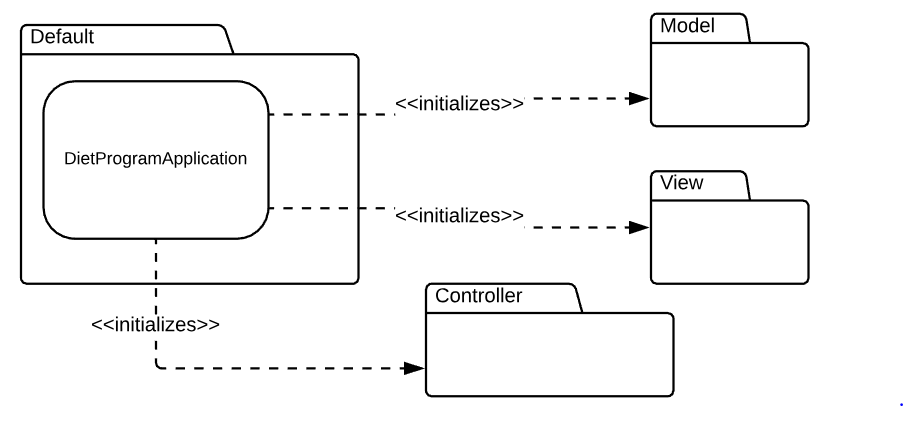 Default
Model
<<initializes>>
DietProgramApplication
View
<<initializes>>
Controller
<<initializes>>